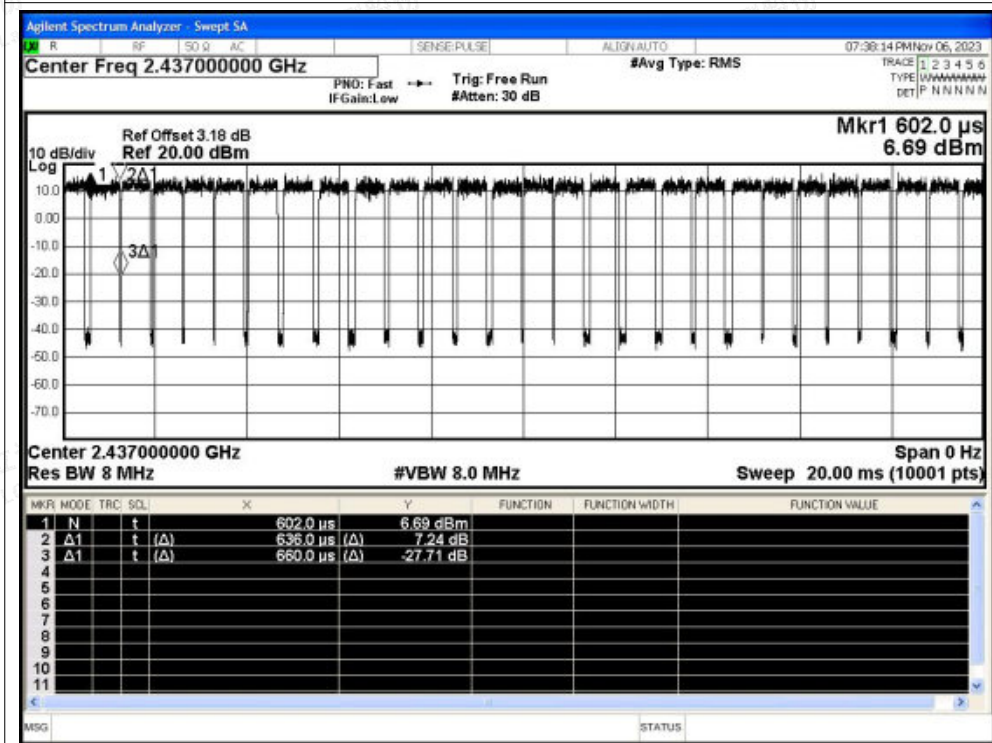 Agilent Spectrum Analyzer - Swept SA
LXI R RF 50 Ω AC SENSE:PULSE ALIGNAUTO 07:38:14 PM Nov 06, 2023
Center Freq 2.437000000 GHz
PNO: Fast
IFGain:Low
Trig: Free Run
#Atten: 30 dB
#Avg Type: RMS
TRACE 1 2 3 4 5 6
TYPE
DET P N N N N N
Ref Offset 3.18 dB
10 dB/div Ref 20.00 dBm
Mkr1 602.0 µs
6.69 dBm
Log
1
2Δ1
3Δ1
10.0
0.00
-10.0
-20.0
-30.0
-40.0
-50.0
-60.0
-70.0
Center 2.437000000 GHz Span 0 Hz
Res BW 8 MHz #VBW 8.0 MHz Sweep 20.00 ms (10001 pts)
MKR MODE TRC SCL X Y FUNCTION FUNCTION WIDTH FUNCTION VALUE
1 N t 602.0 µs 6.69 dBm
2 Δ1 t (Δ) 636.0 µs (Δ) 7.24 dB
3 Δ1 t (Δ) 660.0 µs (Δ) -27.71 dB
4
5
6
7
8
9
10
11
MSG STATUS